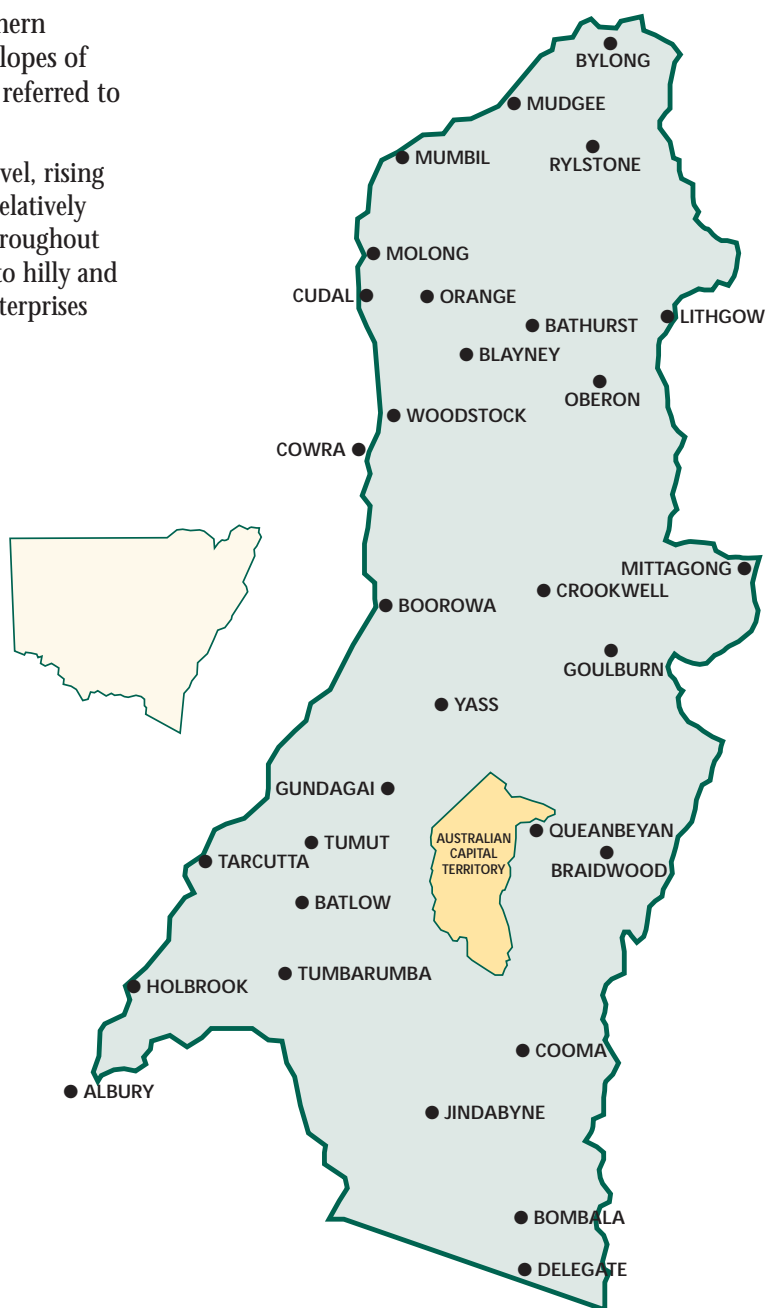 hern
lopes of
referred to
vel, rising
elatively
roughout
to hilly and
terprises
BYLONG
MUDGEE
MUMBIL
RYLSTONE
MOLONG
CUDAL
ORANGE
LITHGOW
BATHURST
BLAYNEY
OBERON
WOODSTOCK
COWRA
MITTAGONG
CROOKWELL
BOOROWA
GOULBURN
YASS
GUNDAGAI
QUEANBEYAN
AUSTRALIAN
CAPITAL
TERRITORY
TUMUT
TARCUTTA
BRAIDWOOD
BATLOW
TUMBARUMBA
HOLBROOK
COOMA
ALBURY
JINDABYNE
BOMBALA
DELEGATE